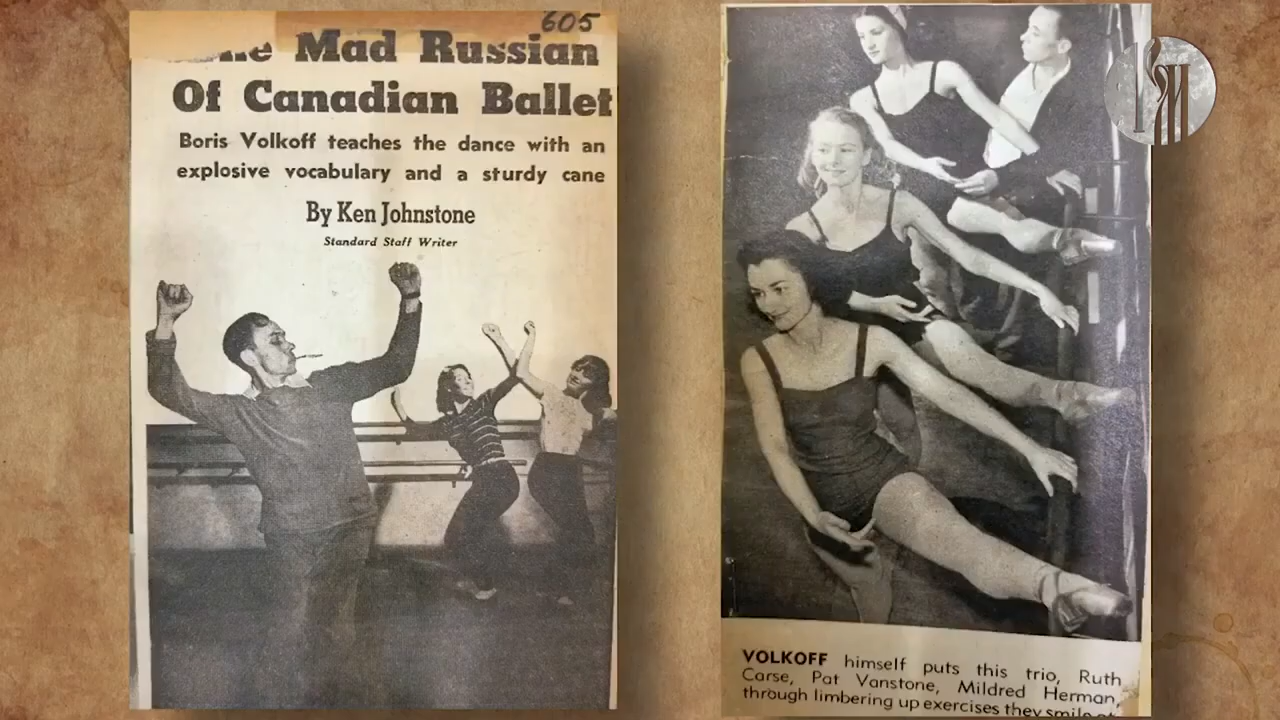 605
Mad Russian
Of Canadian Ballet
Boris Volkoff teaches the dance with an
explosive vocabulary and a sturdy cane
By Ken Johnstone
Standard Staff Writer
VOLKOFF himself puts this trio, Ruth
Carse, Pat Vanstone, Mildred Herman,
through limbering up exercises they smile at